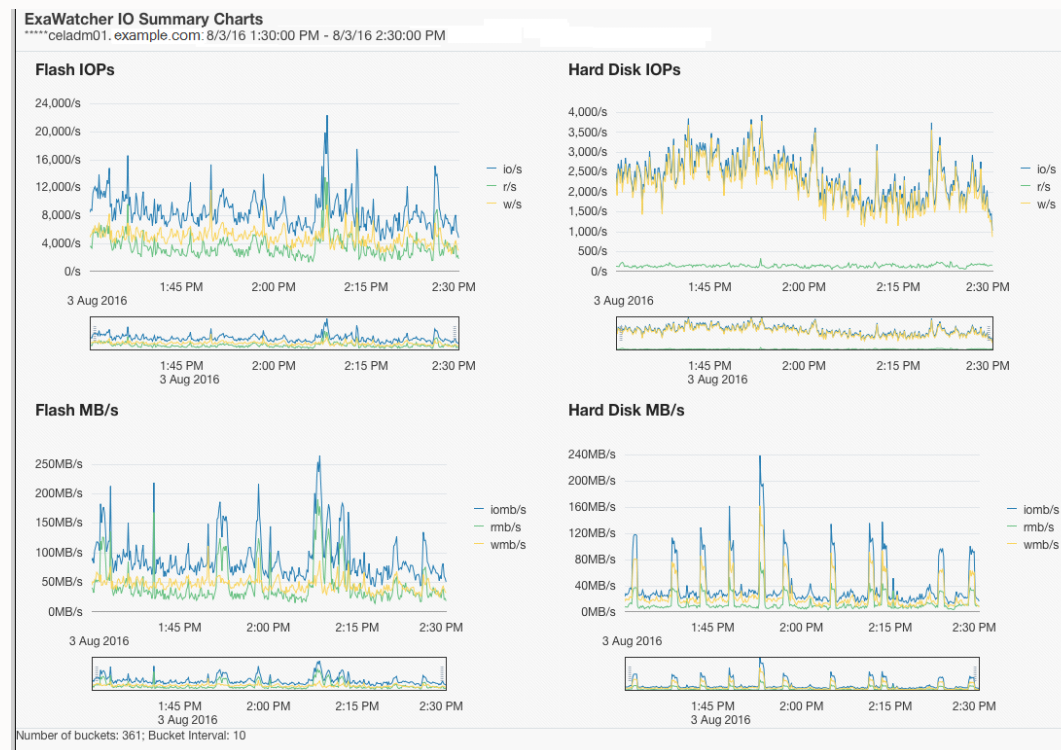 ExaWatcher IO Summary Charts
*****celadm01. example.com: 8/3/16 1:30:00 PM - 8/3/16 2:30:00 PM
Flash IOPs
24,000/s
20,000/s
16,000/s
12,000/s
8,000/s
4,000/s
0/s
io/s
r/s
w/s
1:45 PM 2:00 PM 2:15 PM 2:30 PM
3 Aug 2016
1:45 PM 2:00 PM 2:15 PM 2:30 PM
3 Aug 2016
Hard Disk IOPs
4,000/s
3,500/s
3,000/s
2,500/s
2,000/s
1,500/s
1,000/s
500/s
0/s
io/s
r/s
w/s
1:45 PM 2:00 PM 2:15 PM 2:30 PM
3 Aug 2016
1:45 PM 2:00 PM 2:15 PM 2:30 PM
3 Aug 2016
Flash MB/s
250MB/s
200MB/s
150MB/s
100MB/s
50MB/s
0MB/s
iomb/s
rmb/s
wmb/s
1:45 PM 2:00 PM 2:15 PM 2:30 PM
3 Aug 2016
1:45 PM 2:00 PM 2:15 PM 2:30 PM
3 Aug 2016
Hard Disk MB/s
240MB/s
200MB/s
160MB/s
120MB/s
80MB/s
40MB/s
0MB/s
iomb/s
rmb/s
wmb/s
1:45 PM 2:00 PM 2:15 PM 2:30 PM
3 Aug 2016
1:45 PM 2:00 PM 2:15 PM 2:30 PM
3 Aug 2016
Number of buckets: 361; Bucket Interval: 10